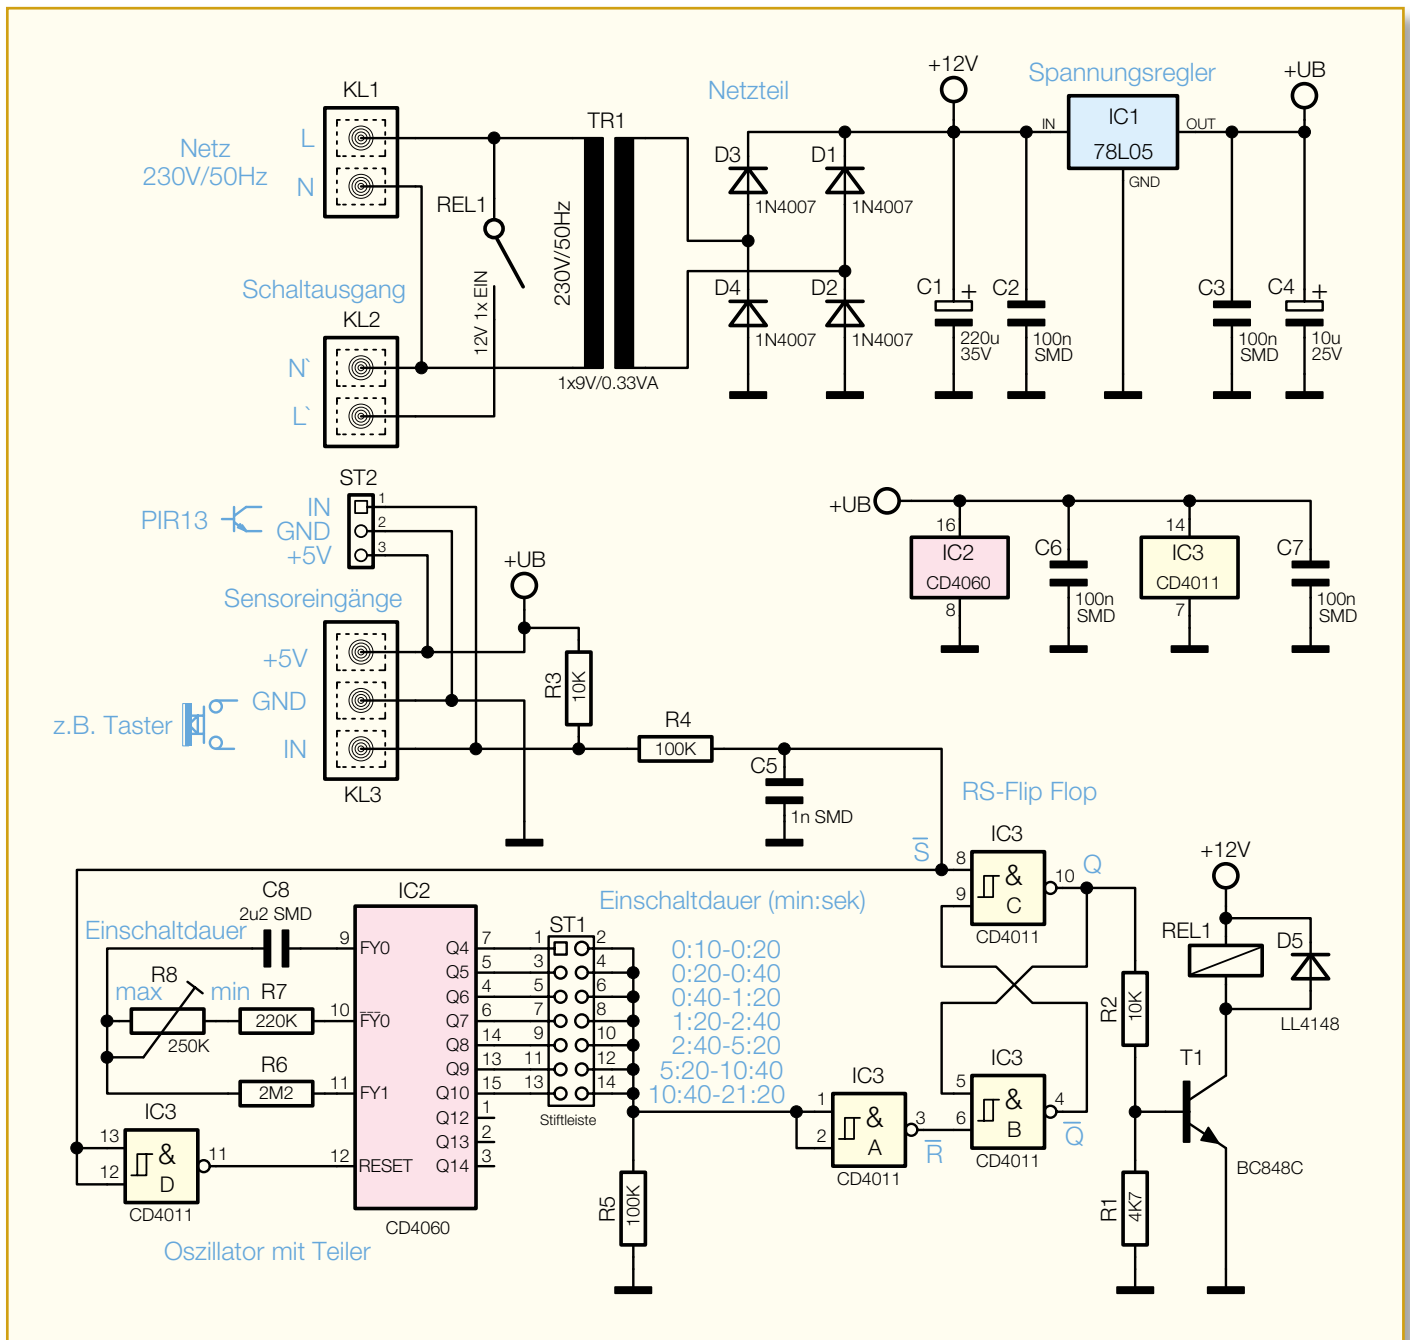 KL1
L
N
Netz
230V/50Hz
REL1
12V 1x EIN
Schaltausgang
KL2
N`
L`
TR1
230V/50Hz
1x9V/0.33VA
Netzteil
D3
1N4007
D1
1N4007
D4
1N4007
D2
1N4007
+12V
C1
+
220u
35V
C2
100n
SMD
Spannungsregler
IN
IC1
78L05
OUT
GND
+UB
C3
100n
SMD
C4
+
10u
25V
ST2
PIR13
IN
GND
+5V
1
2
3
Sensoreingänge
+UB
+5V
GND
IN
z.B. Taster
KL3
R3
10K
R4
100K
C5
1n SMD
+UB
16
IC2
CD4060
8
C6
100n
SMD
14
IC3
CD4011
7
C7
100n
SMD
RS-Flip Flop
S̅
IC3
8
9
&
C
10
CD4011
Q
+12V
REL1
D5
LL4148
R2
10K
T1
BC848C
R1
4K7
C8
2u2 SMD
Einschaltdauer
R8
max
min
250K
R7
220K
R6
2M2
IC2
9
FY0
10
F̅Y̅0
11
FY1
12
RESET
Q4
7
Q5
5
Q6
4
Q7
6
Q8
14
Q9
13
Q10
15
Q12
1
Q13
2
Q14
3
CD4060
IC3
13
12
&
D
11
CD4011
Oszillator mit Teiler
ST1
1
2
3
4
5
6
7
8
9
10
11
12
13
14
Stiftleiste
Einschaltdauer (min:sek)
0:10-0:20
0:20-0:40
0:40-1:20
1:20-2:40
2:40-5:20
5:20-10:40
10:40-21:20
R5
100K
IC3
1
2
&
A
3
CD4011
R̅
IC3
5
6
&
B
4
CD4011
Q̅